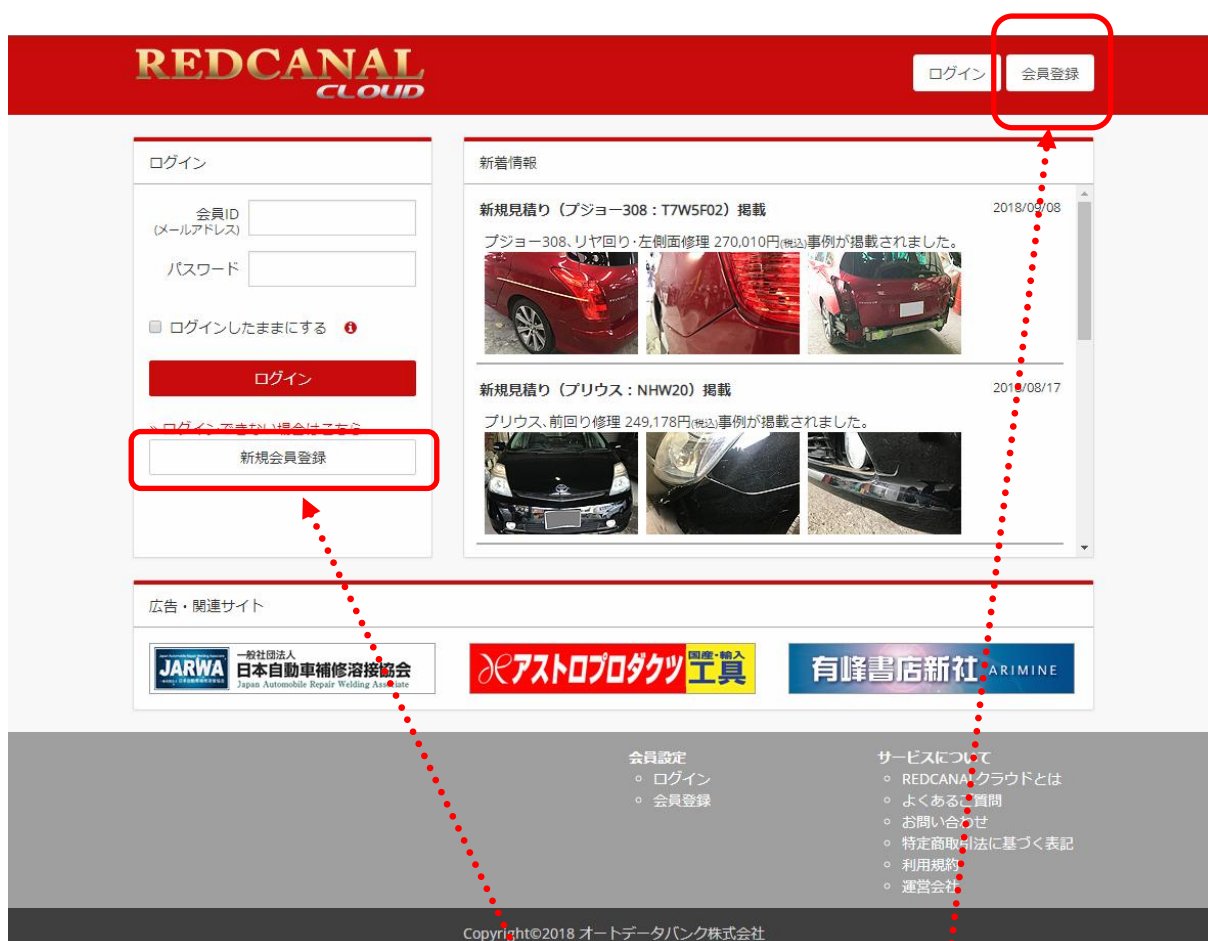 REDCANAL
CLOUD
ログイン
会員登録
ログイン
会員ID
(メールアドレス)
パスワード
ログインしたままにする
ログイン
» ログインできない場合はこちら
新規会員登録
新着情報
新規見積り（プジョー308：T7W5F02）掲載
2018/09/08
プジョー308、リヤ回り・左側面修理 270,010円(税込)事例が掲載されました。
新規見積り（プリウス：NHW20）掲載
2018/08/17
プリウス、前回り修理 249,178円(税込)事例が掲載されました。
広告・関連サイト
JARWA
一般社団法人
日本自動車補修溶接協会
Japan Automobile Repair Welding Associate
アストロプロダクツ
国産・輸入
工具
有峰書店新社 ARIMINE
会員設定
ログイン
会員登録
サービスについて
REDCANALクラウドとは
よくあるご質問
お問い合わせ
特定商取引法に基づく表記
利用規約
運営会社
Copyright©2018 オートデータバンク株式会社